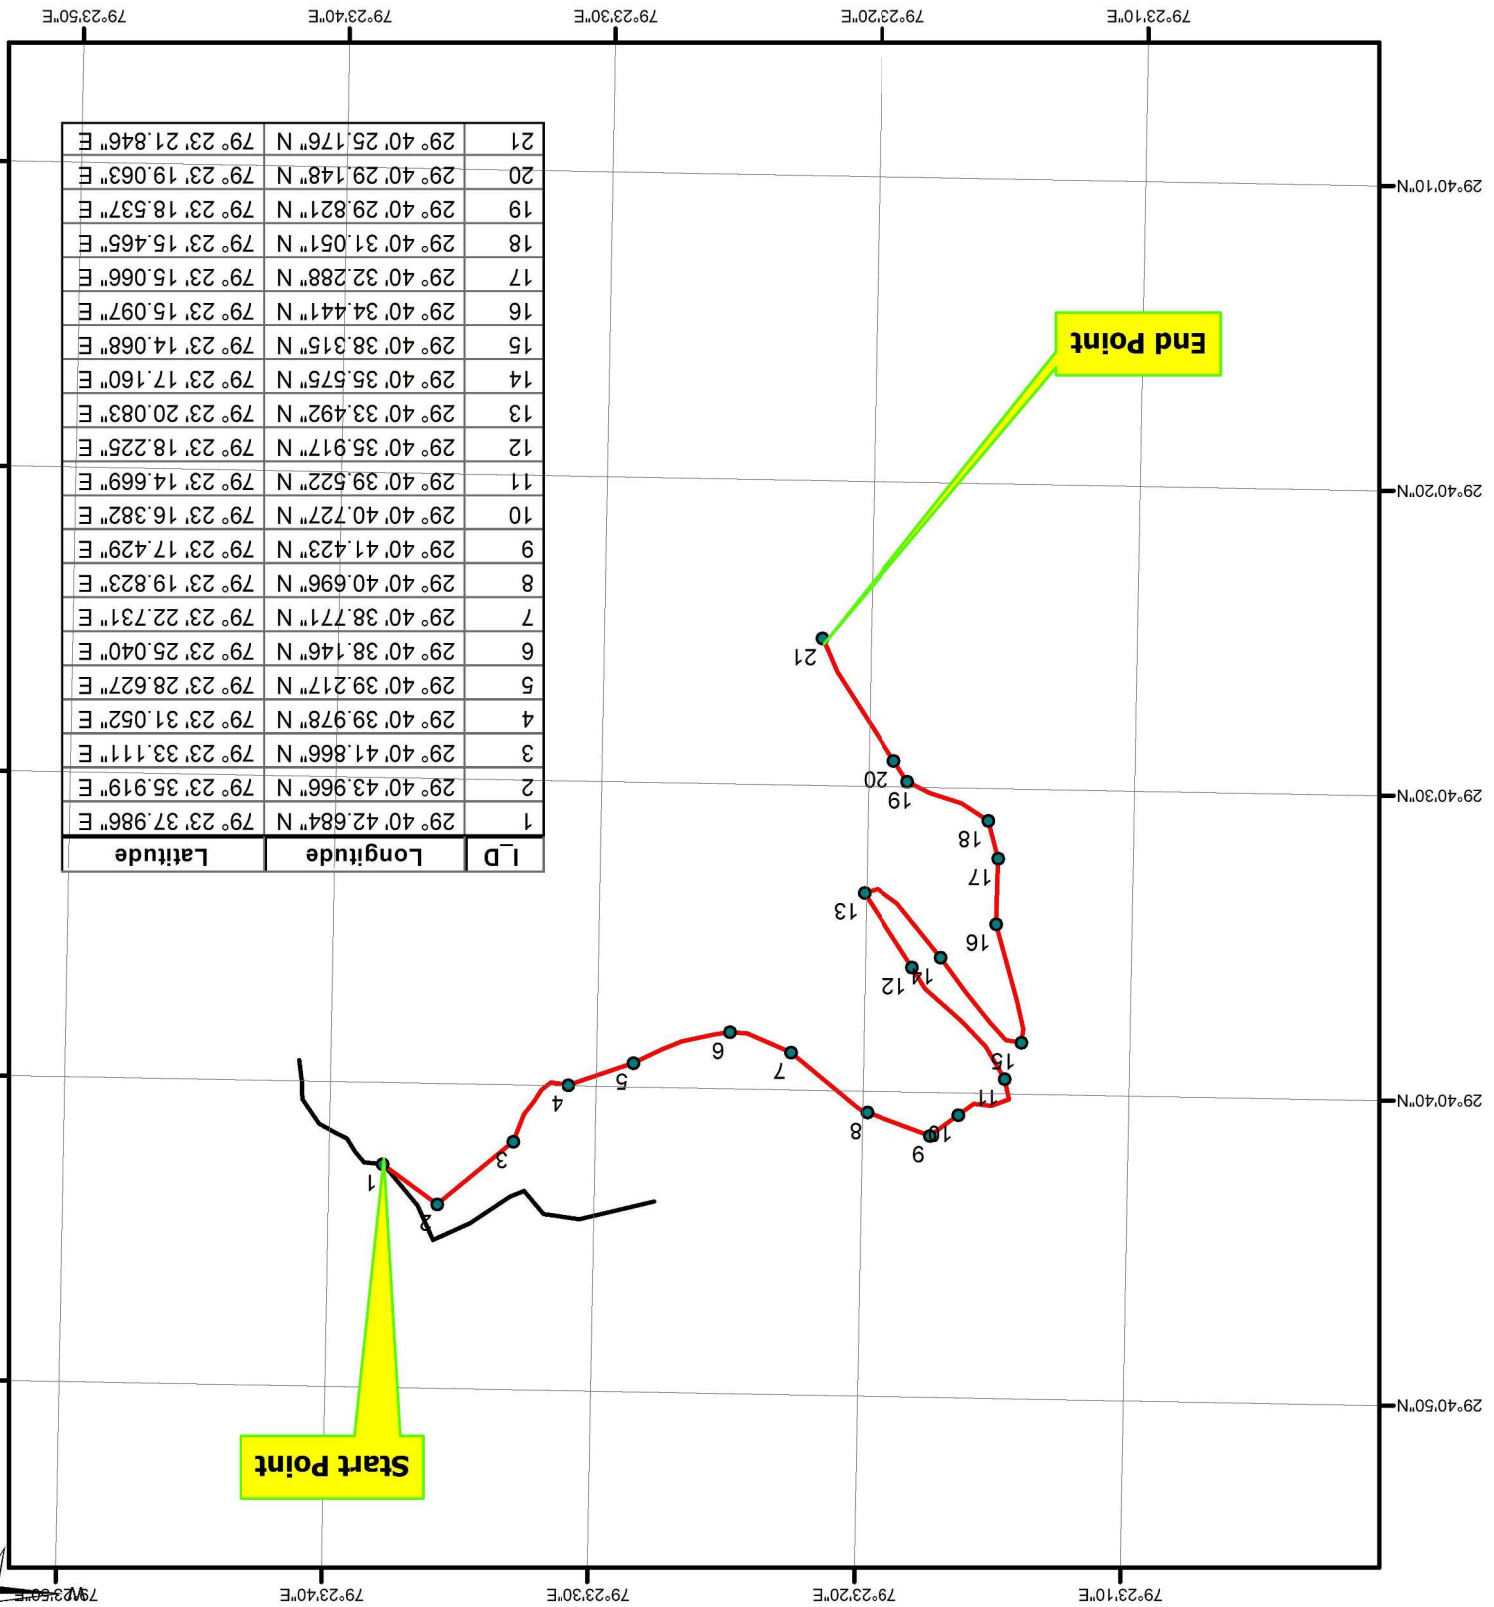 79°23'10"E 79°23'20"E 79°23'30"E 79°23'40"E 79°23'50"E
Start Point
29°40'50"N
29°40'40"N
29°40'30"N
29°40'20"N
29°40'10"N
1
2
3
4
5
6
7
8
9
10
11
12
13
14
15
16
17
18
19
20
21
I_D Longitude Latitude
1 29° 40' 42.684" N 79° 23' 37.986" E
2 29° 40' 43.966" N 79° 23' 35.919" E
3 29° 40' 41.866" N 79° 23' 33.111" E
4 29° 40' 39.978" N 79° 23' 31.052" E
5 29° 40' 39.217" N 79° 23' 28.627" E
6 29° 40' 38.146" N 79° 23' 25.040" E
7 29° 40' 38.771" N 79° 23' 22.731" E
8 29° 40' 40.696" N 79° 23' 19.823" E
9 29° 40' 41.423" N 79° 23' 17.429" E
10 29° 40' 40.727" N 79° 23' 16.382" E
11 29° 40' 39.522" N 79° 23' 14.669" E
12 29° 40' 35.917" N 79° 23' 18.225" E
13 29° 40' 33.492" N 79° 23' 20.083" E
14 29° 40' 35.575" N 79° 23' 17.160" E
15 29° 40' 38.315" N 79° 23' 14.068" E
16 29° 40' 34.441" N 79° 23' 15.097" E
17 29° 40' 32.288" N 79° 23' 15.066" E
18 29° 40' 31.051" N 79° 23' 15.465" E
19 29° 40' 29.821" N 79° 23' 18.537" E
20 29° 40' 29.148" N 79° 23' 19.063" E
21 29° 40' 25.176" N 79° 23' 21.846" E
End Point
79°23'10"E 79°23'20"E 79°23'30"E 79°23'40"E 79°23'50"E